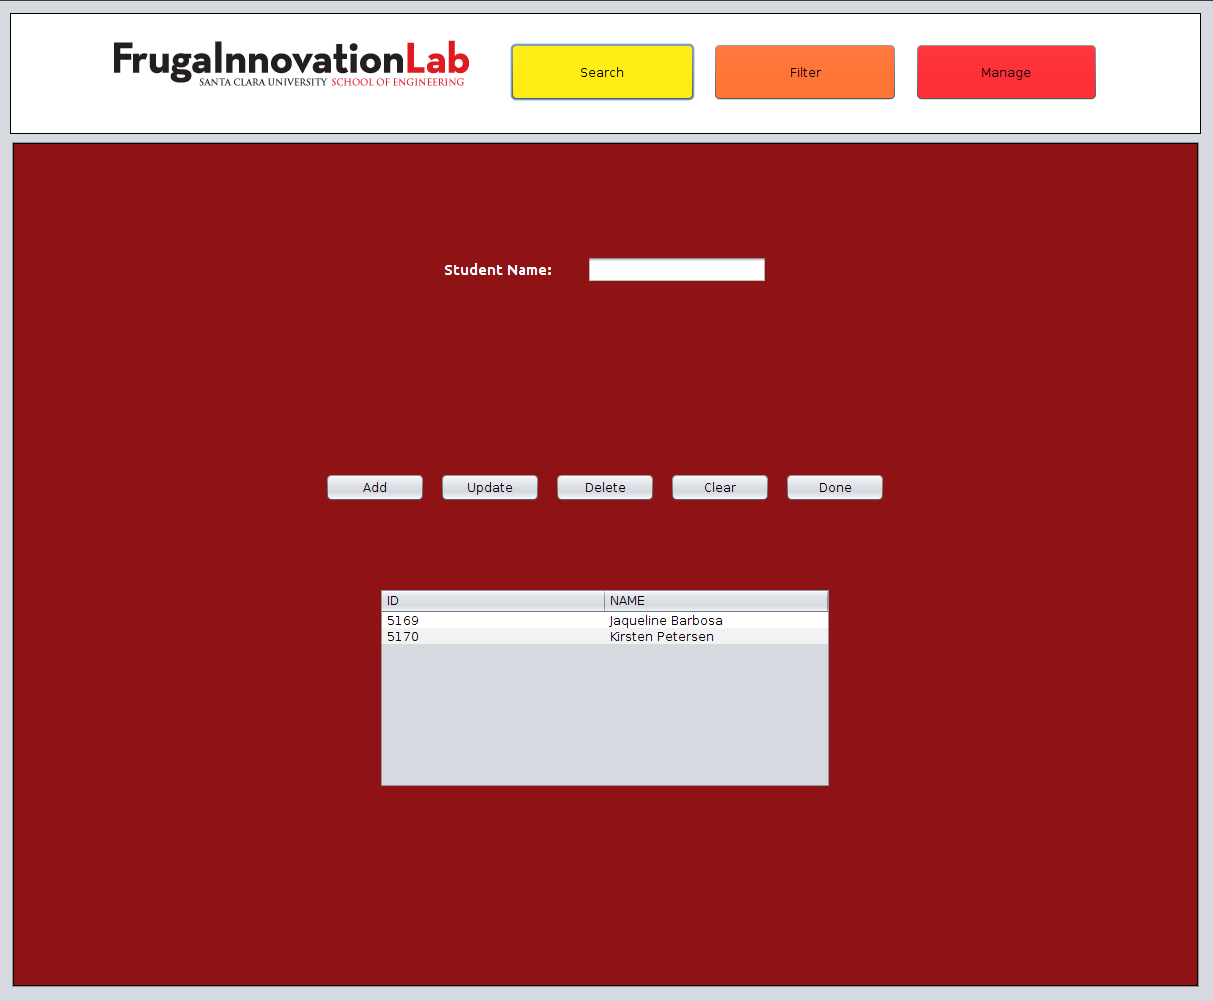 FrugalInnovationLab
SANTA CLARA UNIVERSITY SCHOOL OF ENGINEERING
Search
Filter
Manage
Student Name:
Add
Update
Delete
Clear
Done
ID NAME
5169 Jaqueline Barbosa
5170 Kirsten Petersen